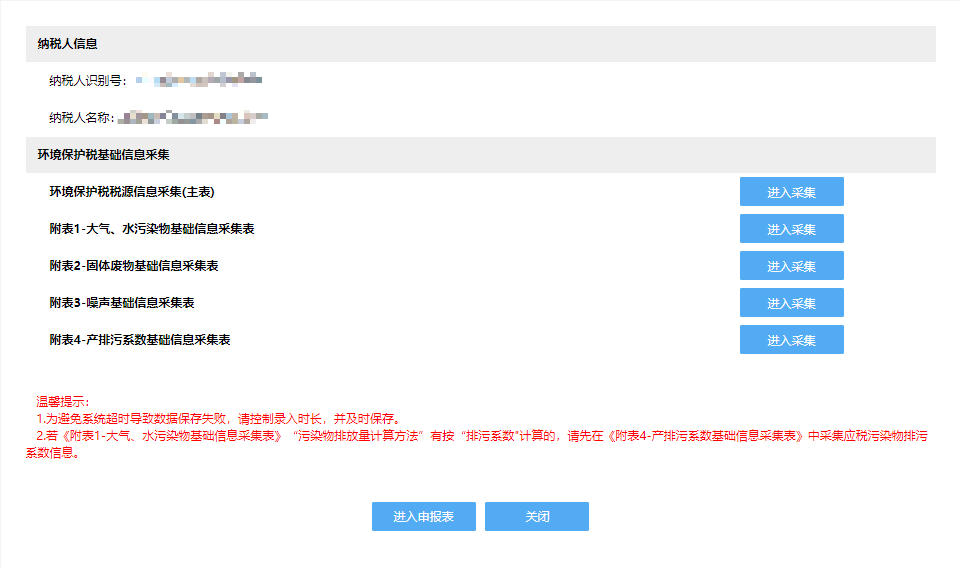 纳税人信息
纳税人识别号：
纳税人名称：
环境保护税基础信息采集
环境保护税税源信息采集(主表) 进入采集
附表1-大气、水污染物基础信息采集表 进入采集
附表2-固体废物基础信息采集表 进入采集
附表3-噪声基础信息采集表 进入采集
附表4-产排污系数基础信息采集表 进入采集
温馨提示：
1.为避免系统超时导致数据保存失败，请控制录入时长，并及时保存。
2.若《附表1-大气、水污染物基础信息采集表》“污染物排放量计算方法”有按“排污系数”计算的，请先在《附表4-产排污系数基础信息采集表》中采集应税污染物排污
系数信息。
进入申报表 关闭